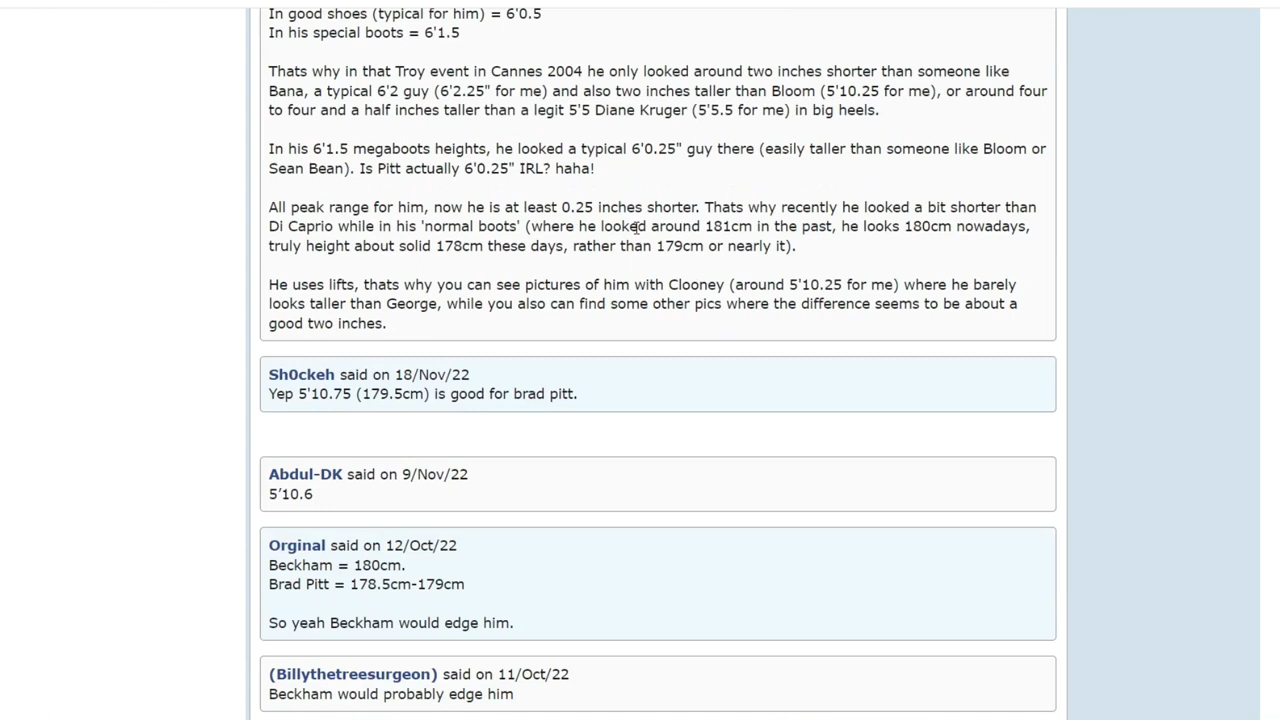 In good shoes (typical for him) = 6'0.5
In his special boots = 6'1.5
Thats why in that Troy event in Cannes 2004 he only looked around two inches shorter than someone like
Bana, a typical 6'2 guy (6'2.25" for me) and also two inches taller than Bloom (5'10.25 for me), or around four
to four and a half inches taller than a legit 5'5 Diane Kruger (5'5.5 for me) in big heels.
In his 6'1.5 megaboots heights, he looked a typical 6'0.25" guy there (easily taller than someone like Bloom or
Sean Bean). Is Pitt actually 6'0.25" IRL? haha!
All peak range for him, now he is at least 0.25 inches shorter. Thats why recently he looked a bit shorter than
Di Caprio while in his 'normal boots' (where he looked around 181cm in the past, he looks 180cm nowadays,
truly height about solid 178cm these days, rather than 179cm or nearly it).
He uses lifts, thats why you can see pictures of him with Clooney (around 5'10.25 for me) where he barely
looks taller than George, while you also can find some other pics where the difference seems to be about a
good two inches.
Sh0ckeh said on 18/Nov/22
Yep 5'10.75 (179.5cm) is good for brad pitt.
Abdul-DK said on 9/Nov/22
5’10.6
Orginal said on 12/Oct/22
Beckham = 180cm.
Brad Pitt = 178.5cm-179cm
So yeah Beckham would edge him.
(Billythetreesurgeon) said on 11/Oct/22
Beckham would probably edge him